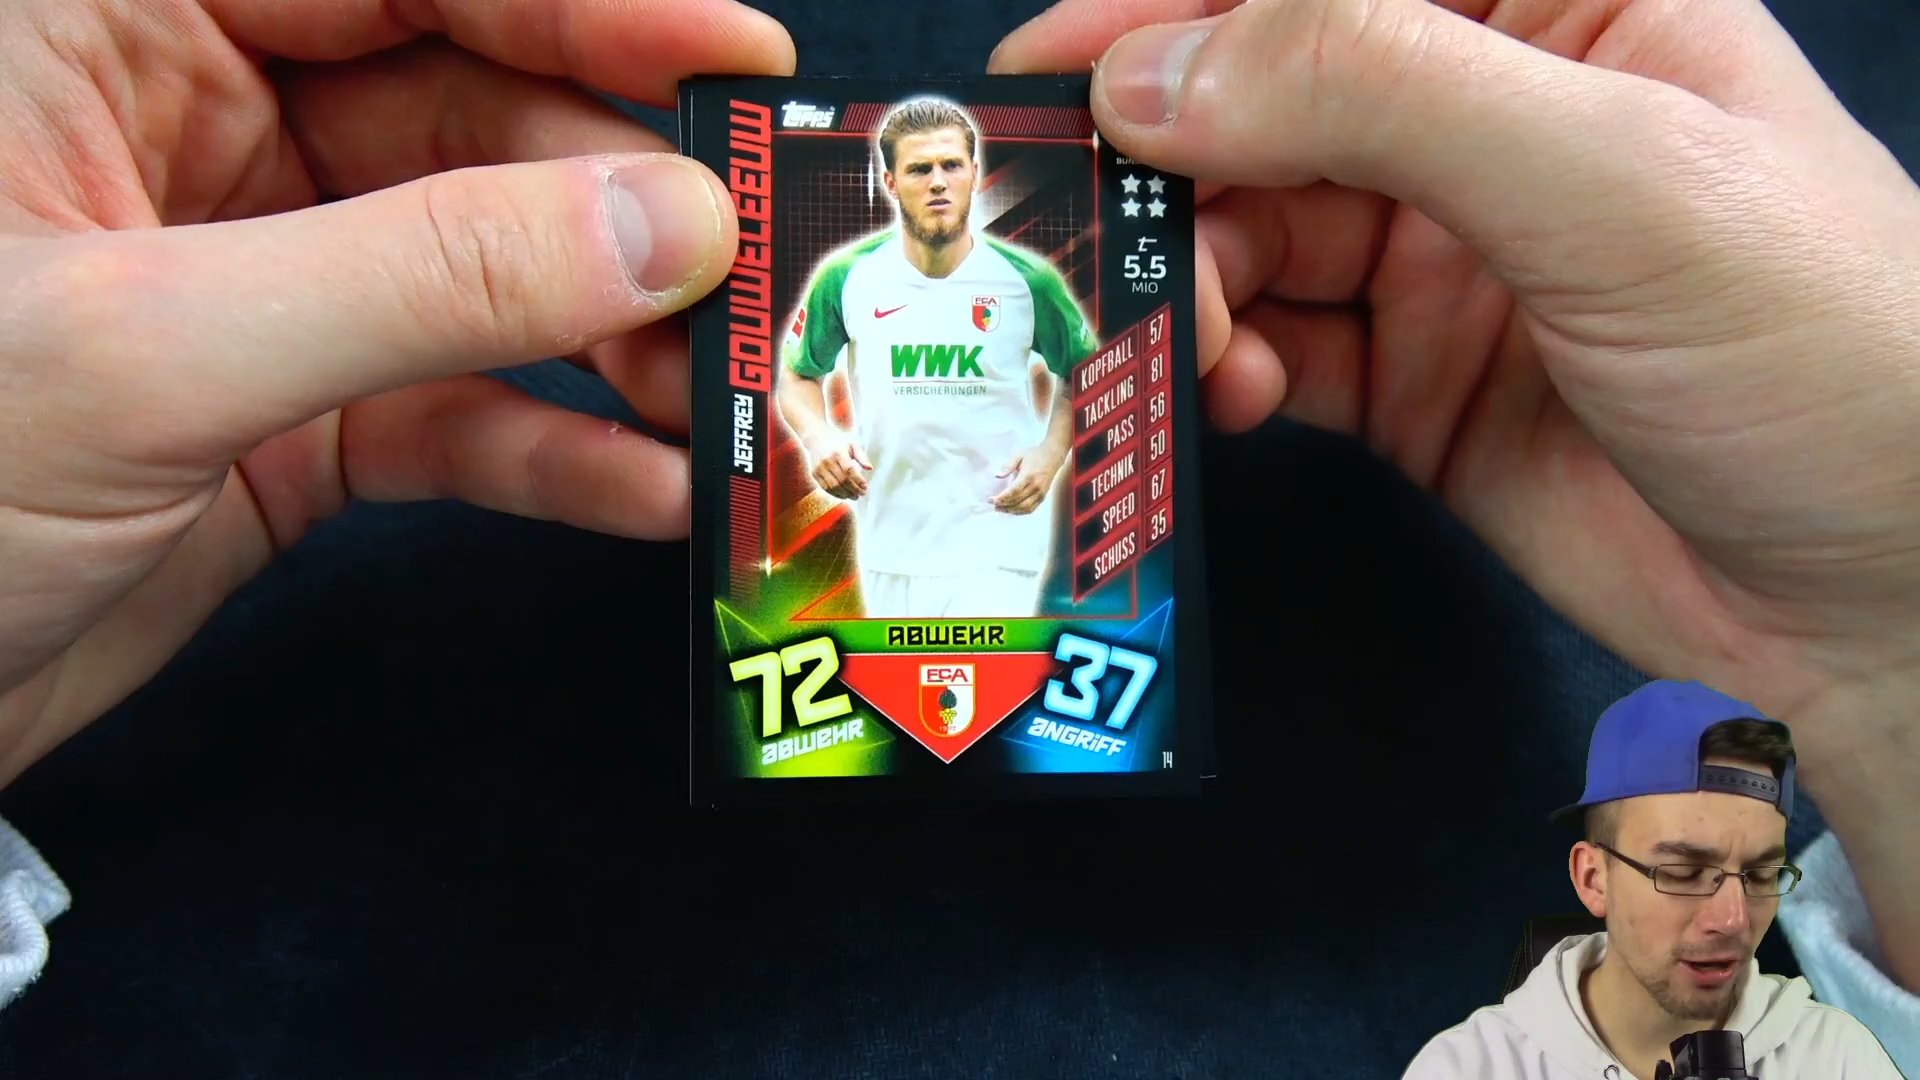 topps
JEFFREY GOUWELEEUW
5.5
MIO
FCA
WWK
VERSICHERUNGEN
KOPFBALL 57
TACKLING 81
PASS 56
TECHNIK 50
SPEED 67
SCHUSS 35
ABWEHR
72
ABWEHR
FCA
37
ANGRIFF
14